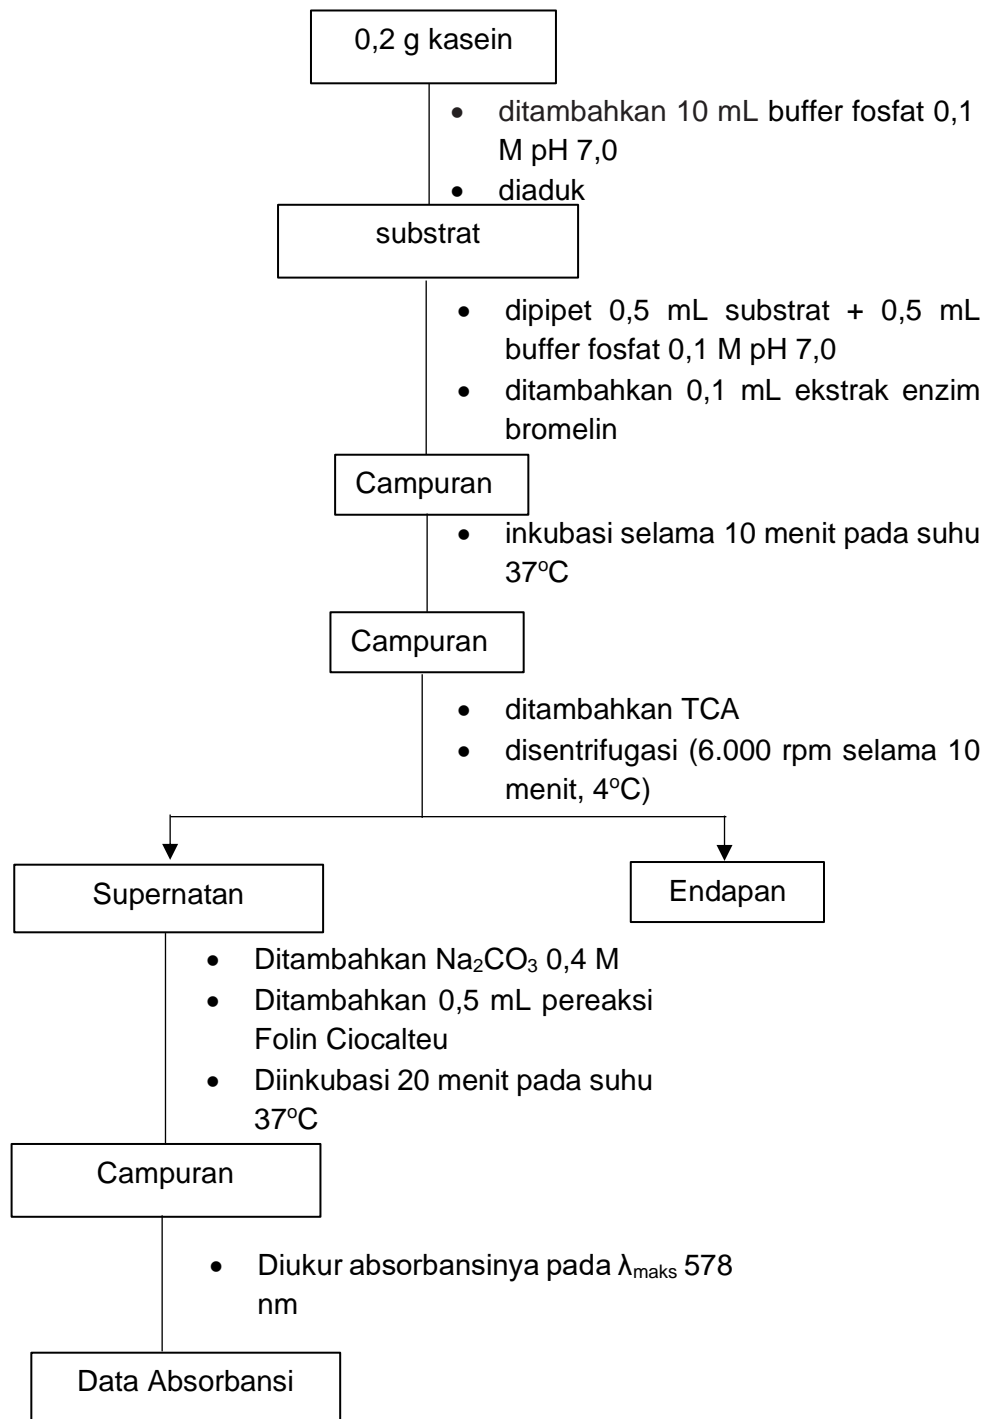 0,2 g kasein
• ditambahkan 10 mL buffer fosfat 0,1
M pH 7,0
• diaduk
substrat
• dipipet 0,5 mL substrat + 0,5 mL
buffer fosfat 0,1 M pH 7,0
• ditambahkan 0,1 mL ekstrak enzim
bromelin
Campuran
• inkubasi selama 10 menit pada suhu
37°C
Campuran
• ditambahkan TCA
• disentrifugasi (6.000 rpm selama 10
menit, 4°C)
Supernatan
Endapan
• Ditambahkan Na₂CO₃ 0,4 M
• Ditambahkan 0,5 mL pereaksi
Folin Ciocalteu
• Diinkubasi 20 menit pada suhu
37°C
Campuran
• Diukur absorbansinya pada λmaks 578
nm
Data Absorbansi